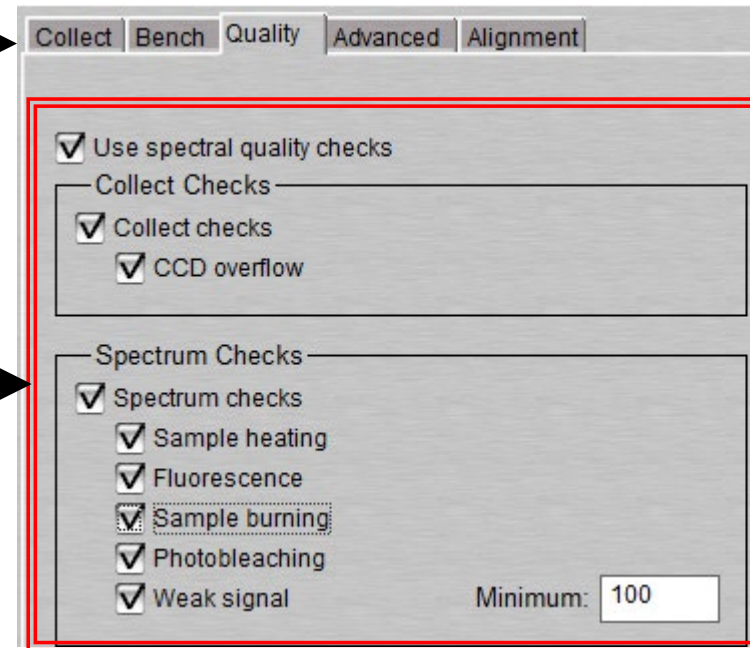 Collect Bench Quality Advanced Alignment
Use spectral quality checks
Collect Checks
Collect checks
CCD overflow
Spectrum Checks
Spectrum checks
Sample heating
Fluorescence
Sample burning
Photobleaching
Weak signal Minimum: 100